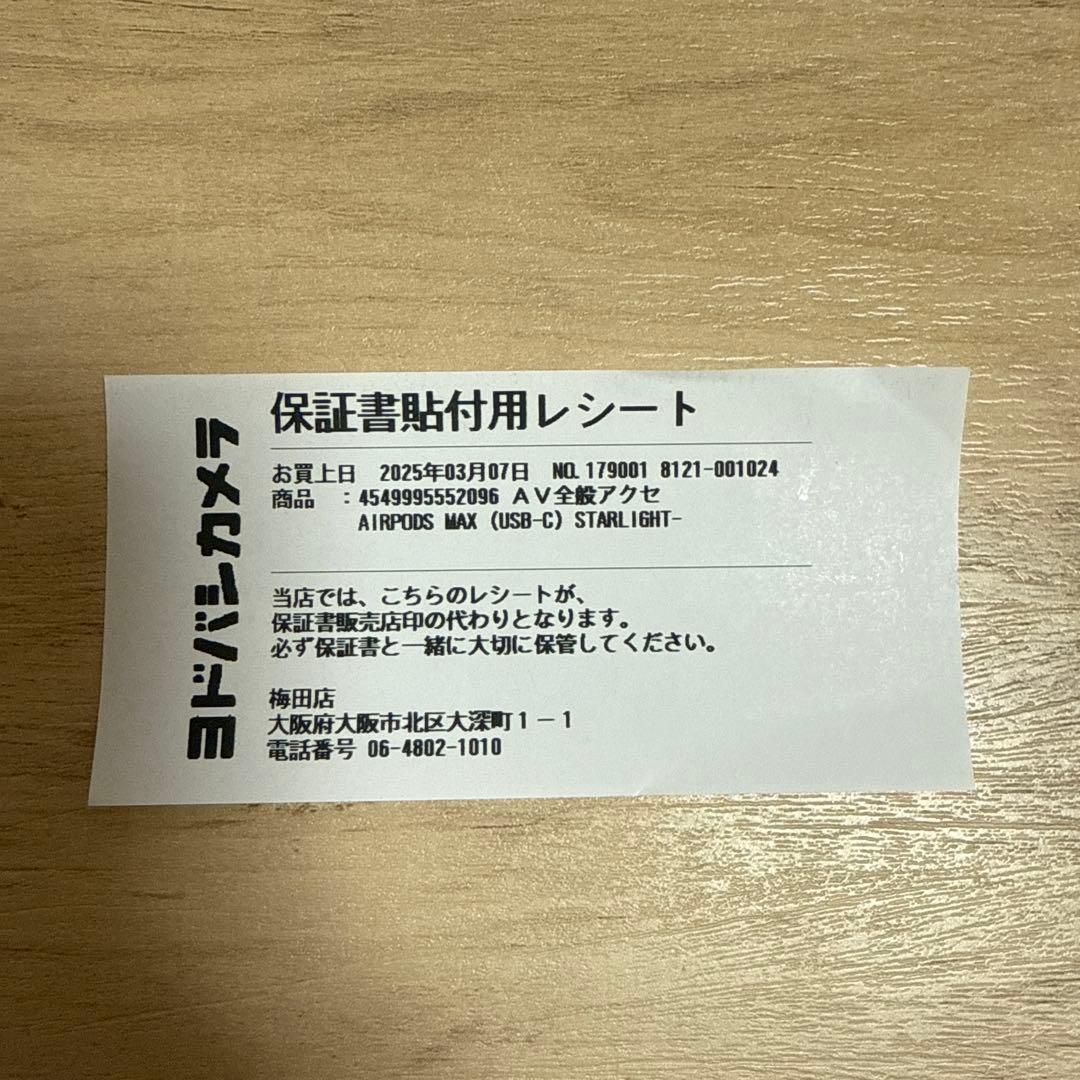 ヨドバシカメラ
保証書貼付用レシート
お買上日 2025年03月07日 NO. 179001 8121-001024
商品 : 4549995552096 AV全般アクセ
AIRPODS MAX (USB-C) STARLIGHT-
当店では、こちらのレシートが、
保証書販売店印の代わりとなります。
必ず保証書と一緒に大切に保管してください。
梅田店
大阪府大阪市北区大深町1-1
電話番号 06-4802-1010